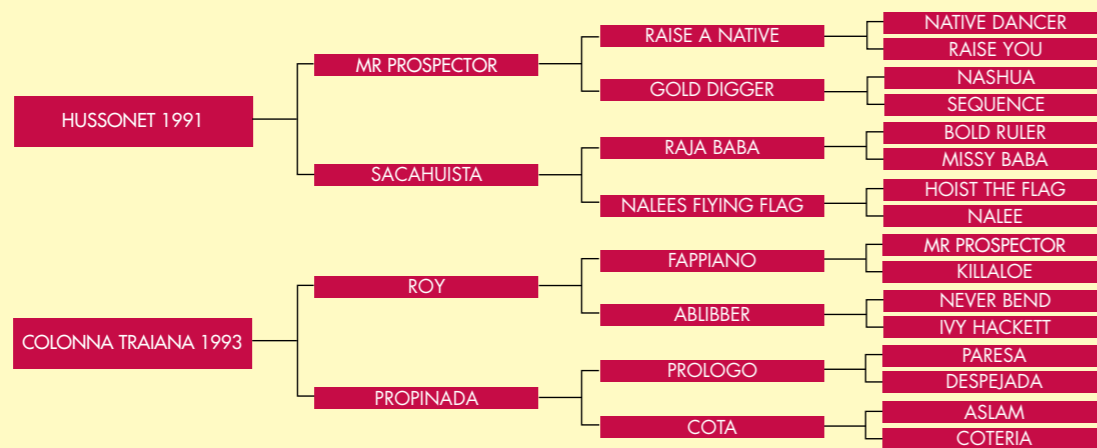 HUSSONET 1991
MR PROSPECTOR
RAISE A NATIVE
NATIVE DANCER
RAISE YOU
GOLD DIGGER
NASHUA
SEQUENCE
SACAHUISTA
RAJA BABA
BOLD RULER
MISSY BABA
NALEES FLYING FLAG
HOIST THE FLAG
NALEE
COLONNA TRAIANA 1993
ROY
FAPPIANO
MR PROSPECTOR
KILLALOE
ABLIBBER
NEVER BEND
IVY HACKETT
PROPINADA
PROLOGO
PARESA
DESPEJADA
COTA
ASLAM
COTERIA